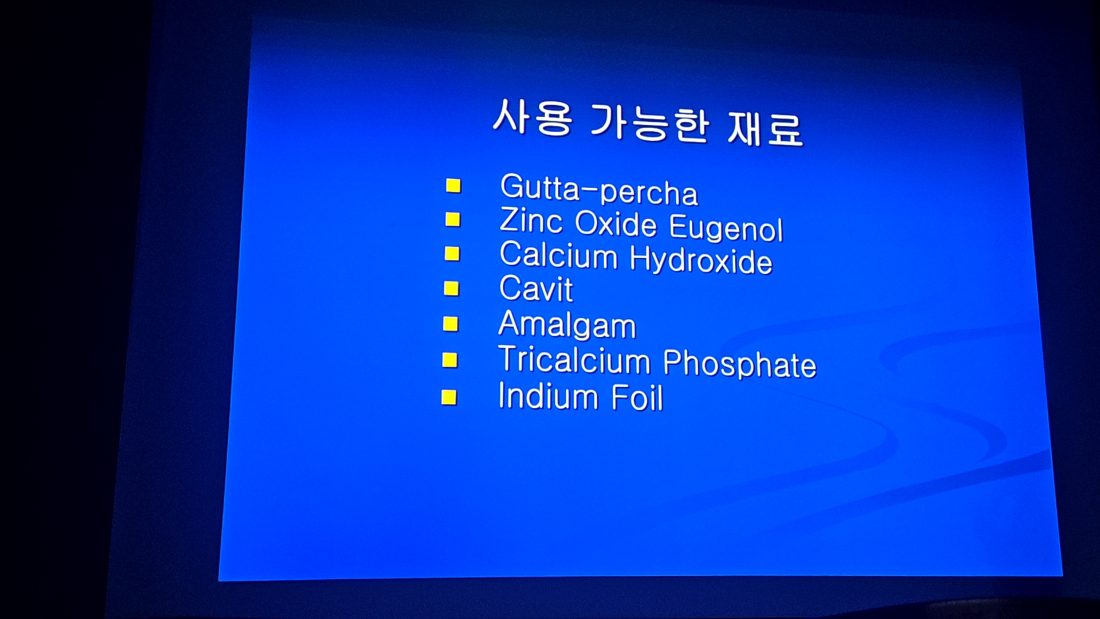 사용 가능한 재료
Gutta-percha
Zinc Oxide Eugenol
Calcium Hydroxide
Cavit
Amalgam
Tricalcium Phosphate
Indium Foil